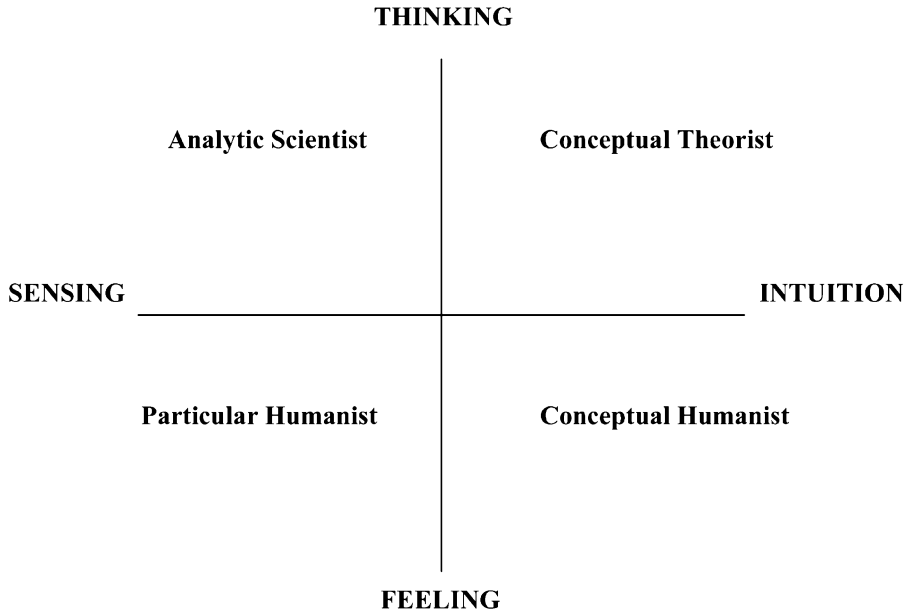 THINKING
Analytic Scientist
Conceptual Theorist
SENSING
INTUITION
Particular Humanist
Conceptual Humanist
FEELING